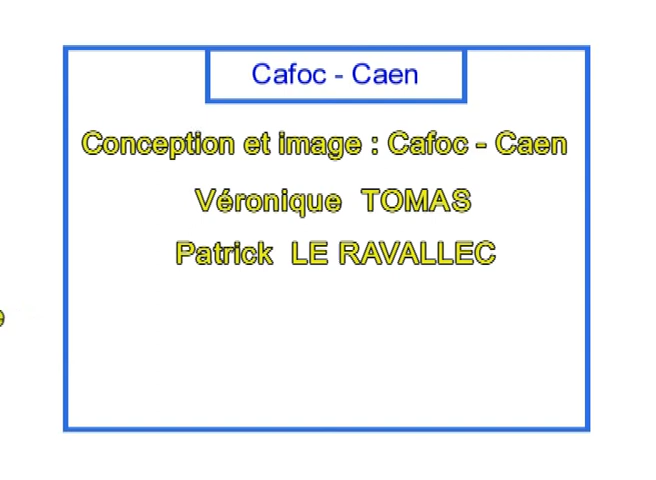 Cafoc - Caen
Conception et image : Cafoc - Caen
Véronique TOMAS
Patrick LE RAVALLEC
e